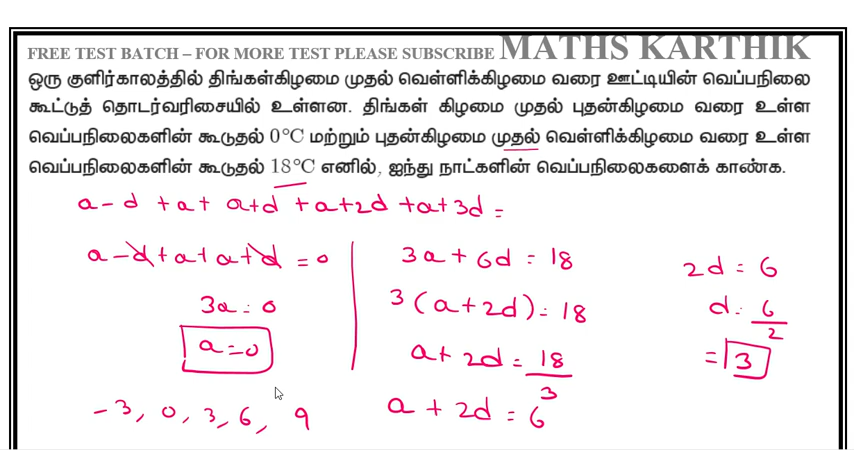 FREE TEST BATCH – FOR MORE TEST PLEASE SUBSCRIBE MATHS KARTHIK
ஒரு குளிர்காலத்தில் திங்கள்கிழமை முதல் வெள்ளிக்கிழமை வரை ஊட்டியின் வெப்பநிலை
கூட்டுத் தொடர்வரிசையில் உள்ளன. திங்கள் கிழமை முதல் புதன்கிழமை வரை உள்ள
வெப்பநிலைகளின் கூடுதல் 0°C மற்றும் புதன்கிழமை முதல் வெள்ளிக்கிழமை வரை உள்ள
வெப்பநிலைகளின் கூடுதல் 18°C எனில், ஐந்து நாட்களின் வெப்பநிலைகளைக் காண்க.
a-d +a+ a+d +a+2d +a+3d =
a-d+a+a+d = 0
3a = 0
a=0
-3, 0, 3, 6, 9
3a + 6d = 18
3(a+2d) = 18
a+2d = 18/3
a + 2d = 6
2d = 6
d = 6/2
= 3